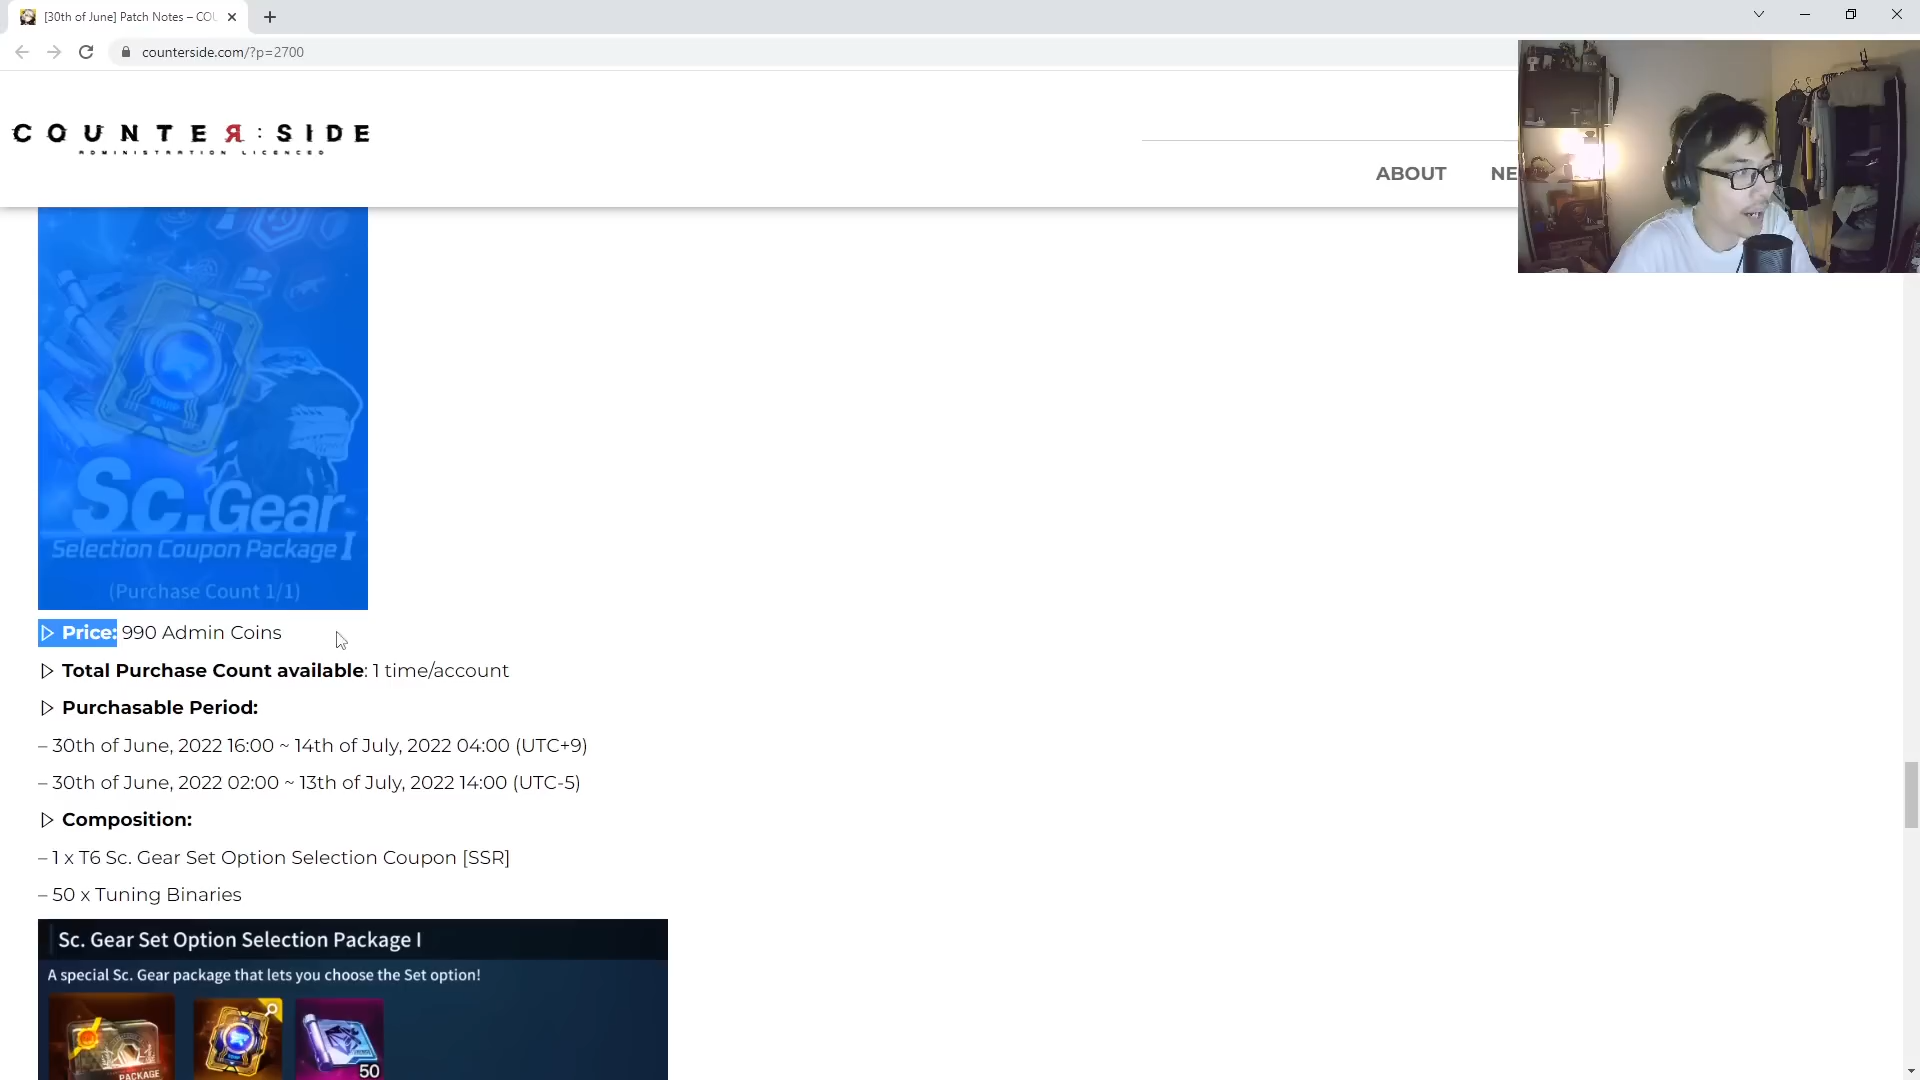 [30th of June] Patch Notes – COU
counterside.com/?p=2700
COUNTER:SIDE
ADMINISTRATION LICENCED
ABOUT
NE
EQUIP
Sc.Gear
Selection Coupon Package I
(Purchase Count 1/1)
▷ Price: 990 Admin Coins
▷ Total Purchase Count available: 1 time/account
▷ Purchasable Period:
– 30th of June, 2022 16:00 ~ 14th of July, 2022 04:00 (UTC+9)
– 30th of June, 2022 02:00 ~ 13th of July, 2022 14:00 (UTC-5)
▷ Composition:
– 1 x T6 Sc. Gear Set Option Selection Coupon [SSR]
– 50 x Tuning Binaries
Sc. Gear Set Option Selection Package I
A special Sc. Gear package that lets you choose the Set option!
PACKAGE
50